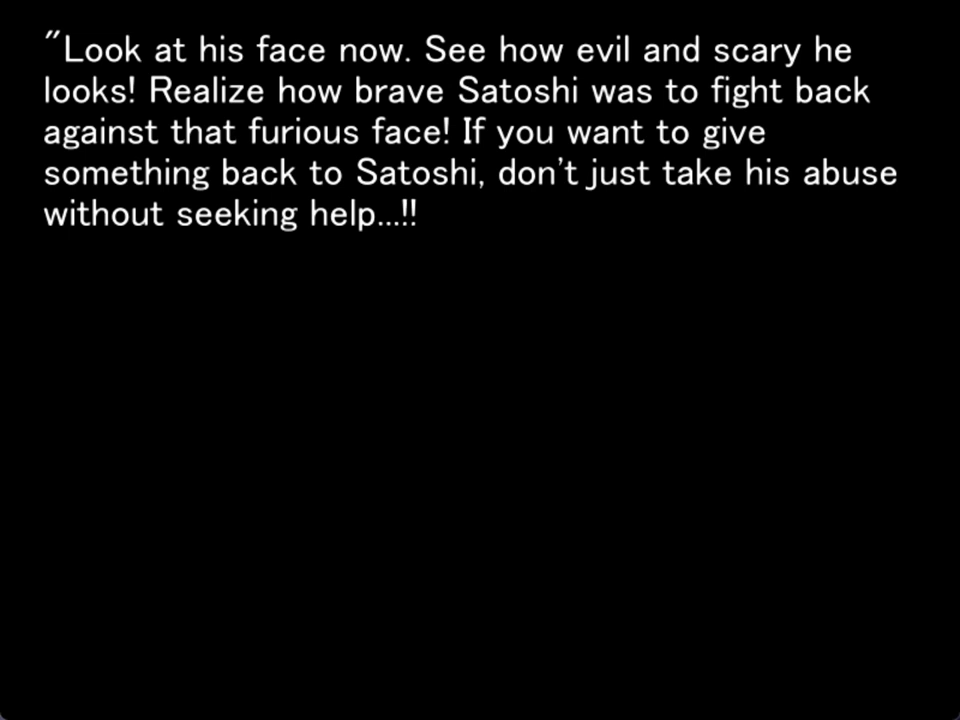 "Look at his face now. See how evil and scary he
looks! Realize how brave Satoshi was to fight back
against that furious face! If you want to give
something back to Satoshi, don't just take his abuse
without seeking help...!!